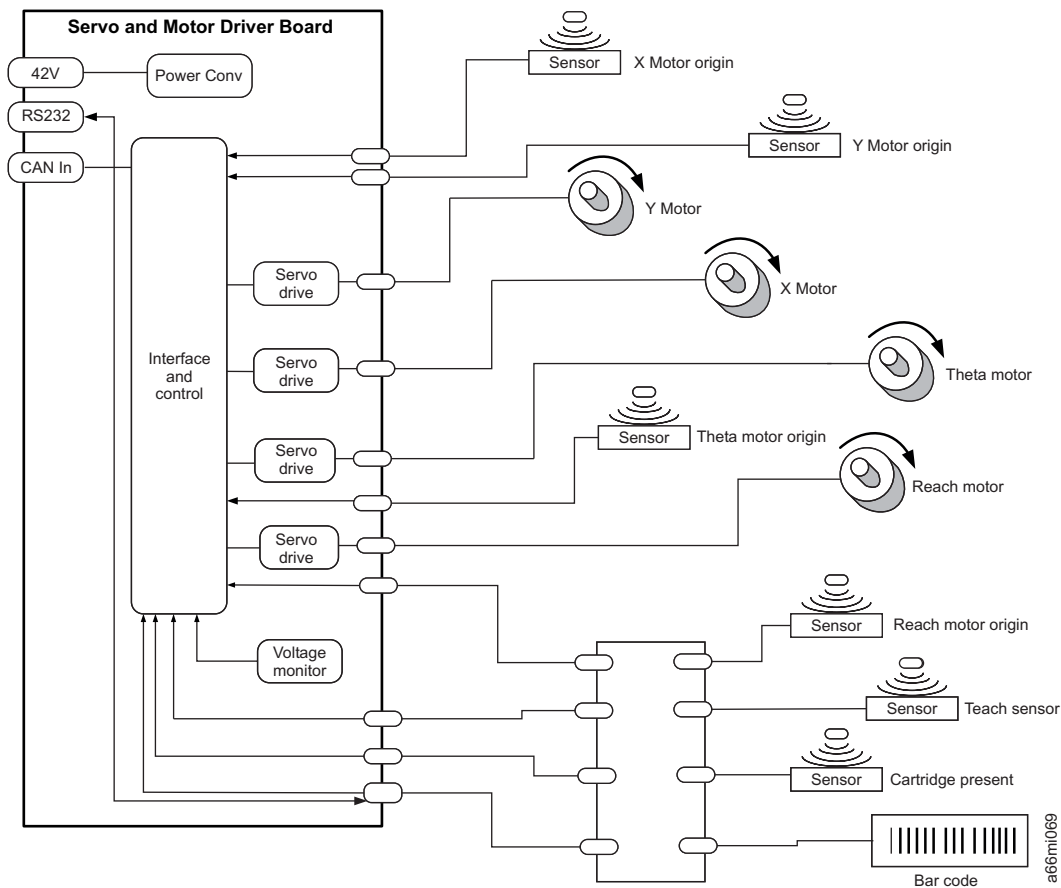 Servo and Motor Driver Board
42V
Power Conv
RS232
CAN In
Sensor
X Motor origin
Sensor
Y Motor origin
Y Motor
Servo
drive
X Motor
Interface
and
control
Servo
drive
Theta motor
Sensor
Theta motor origin
Servo
drive
Reach motor
Servo
drive
Voltage
monitor
Sensor
Reach motor origin
Sensor
Teach sensor
Sensor
Cartridge present
Bar code
a66mi069